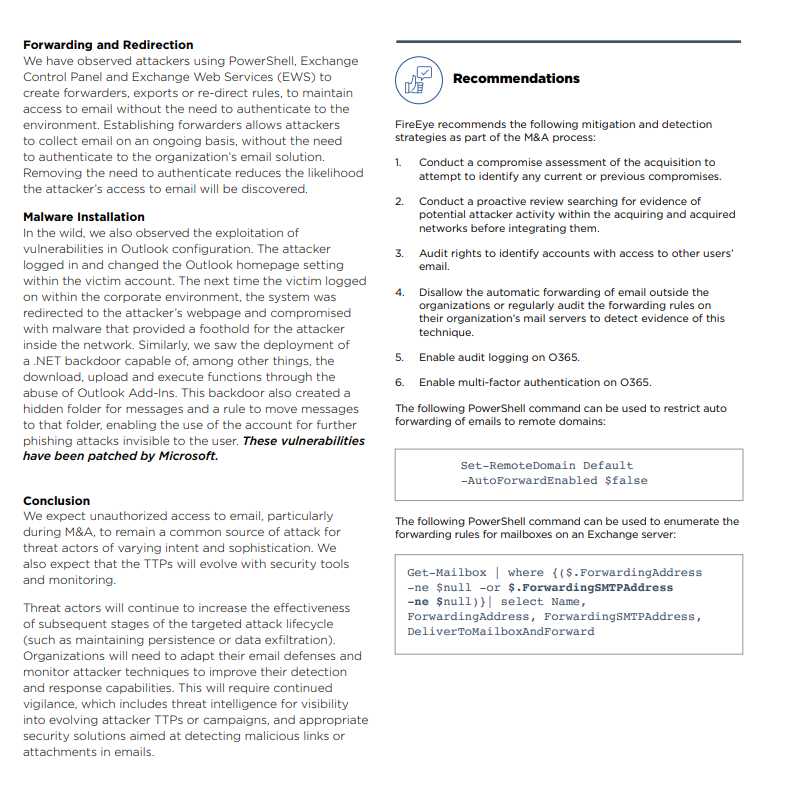 Forwarding and Redirection
We have observed attackers using PowerShell, Exchange
Control Panel and Exchange Web Services (EWS) to
create forwarders, exports or re-direct rules, to maintain
access to email without the need to authenticate to the
environment. Establishing forwarders allows attackers
to collect email on an ongoing basis, without the need
to authenticate to the organization's email solution.
Removing the need to authenticate reduces the likelihood
the attacker's access to email will be discovered.
Malware Installation
In the wild, we also observed the exploitation of
vulnerabilities in Outlook configuration. The attacker
logged in and changed the Outlook homepage setting
within the victim account. The next time the victim logged
on within the corporate environment, the system was
redirected to the attacker's webpage and compromised
with malware that provided a foothold for the attacker
inside the network. Similarly, we saw the deployment of
a .NET backdoor capable of, among other things, the
download, upload and execute functions through the
abuse of Outlook Add-Ins. This backdoor also created a
hidden folder for messages and a rule to move messages
to that folder, enabling the use of the account for further
phishing attacks invisible to the user. These vulnerabilities
have been patched by Microsoft.
Conclusion
We expect unauthorized access to email, particularly
during M&A, to remain a common source of attack for
threat actors of varying intent and sophistication. We
also expect that the TTPs will evolve with security tools
and monitoring.
Threat actors will continue to increase the effectiveness
of subsequent stages of the targeted attack lifecycle
(such as maintaining persistence or data exfiltration).
Organizations will need to adapt their email defenses and
monitor attacker techniques to improve their detection
and response capabilities. This will require continued
vigilance, which includes threat intelligence for visibility
into evolving attacker TTPs or campaigns, and appropriate
security solutions aimed at detecting malicious links or
attachments in emails.
Recommendations
FireEye recommends the following mitigation and detection
strategies as part of the M&A process:
1. Conduct a compromise assessment of the acquisition to
attempt to identify any current or previous compromises.
2. Conduct a proactive review searching for evidence of
potential attacker activity within the acquiring and acquired
networks before integrating them.
3. Audit rights to identify accounts with access to other users'
email.
4. Disallow the automatic forwarding of email outside the
organizations or regularly audit the forwarding rules on
their organization's mail servers to detect evidence of this
technique.
5. Enable audit logging on O365.
6. Enable multi-factor authentication on O365.
The following PowerShell command can be used to restrict auto
forwarding of emails to remote domains:
Set-RemoteDomain Default
-AutoForwardEnabled $false
The following PowerShell command can be used to enumerate the
forwarding rules for mailboxes on an Exchange server:
Get-Mailbox | where {($.ForwardingAddress
-ne $null -or $.ForwardingSMTPAddress
-ne $null)}| select Name,
ForwardingAddress, ForwardingSMTPAddress,
DeliverToMailboxAndForward